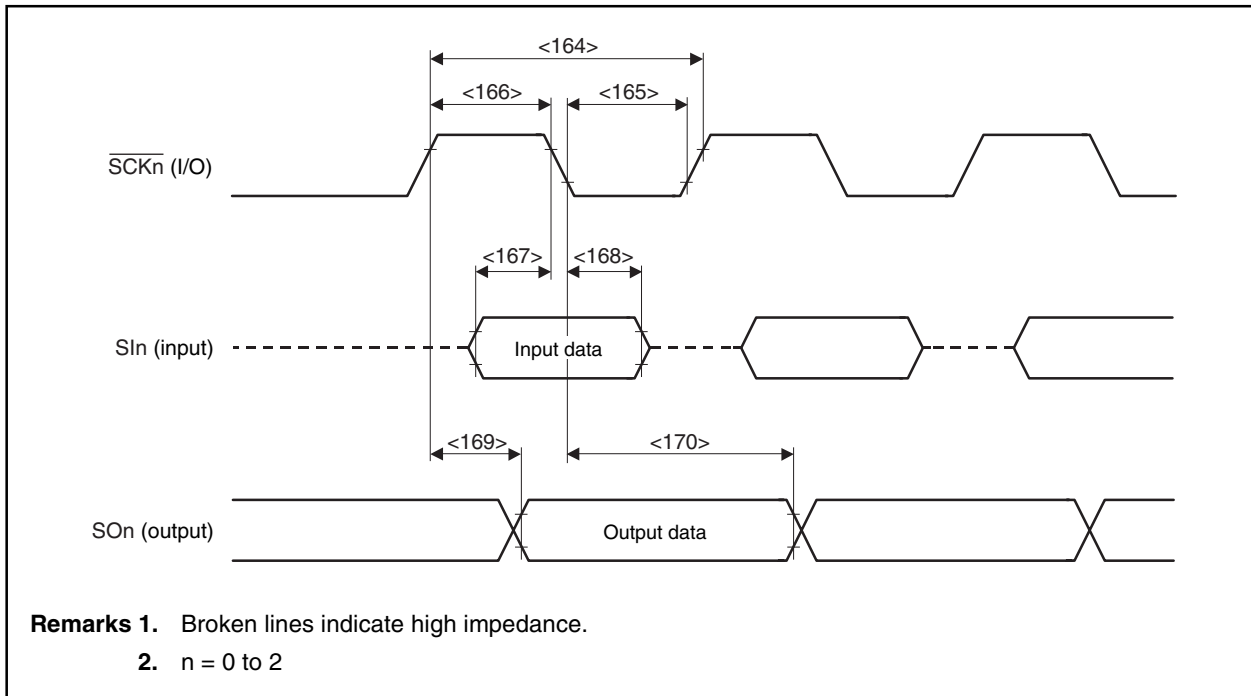 <164>
<166> <165>
SCKn (I/O)
<167> <168>
SIn (input)
Input data
<169> <170>
SOn (output)
Output data
Remarks 1. Broken lines indicate high impedance.
2. n = 0 to 2